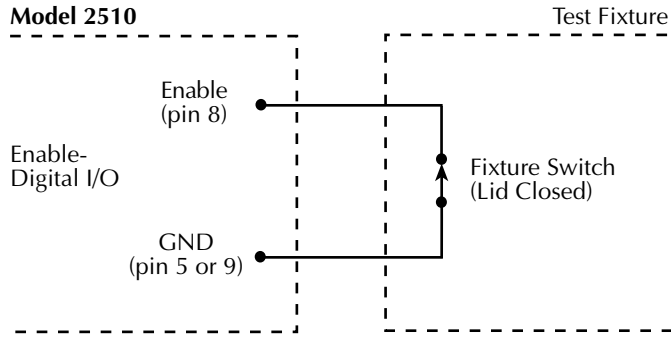 Model 2510
Test Fixture
Enable
(pin 8)
Enable-
Digital I/O
Fixture Switch
(Lid Closed)
GND
(pin 5 or 9)